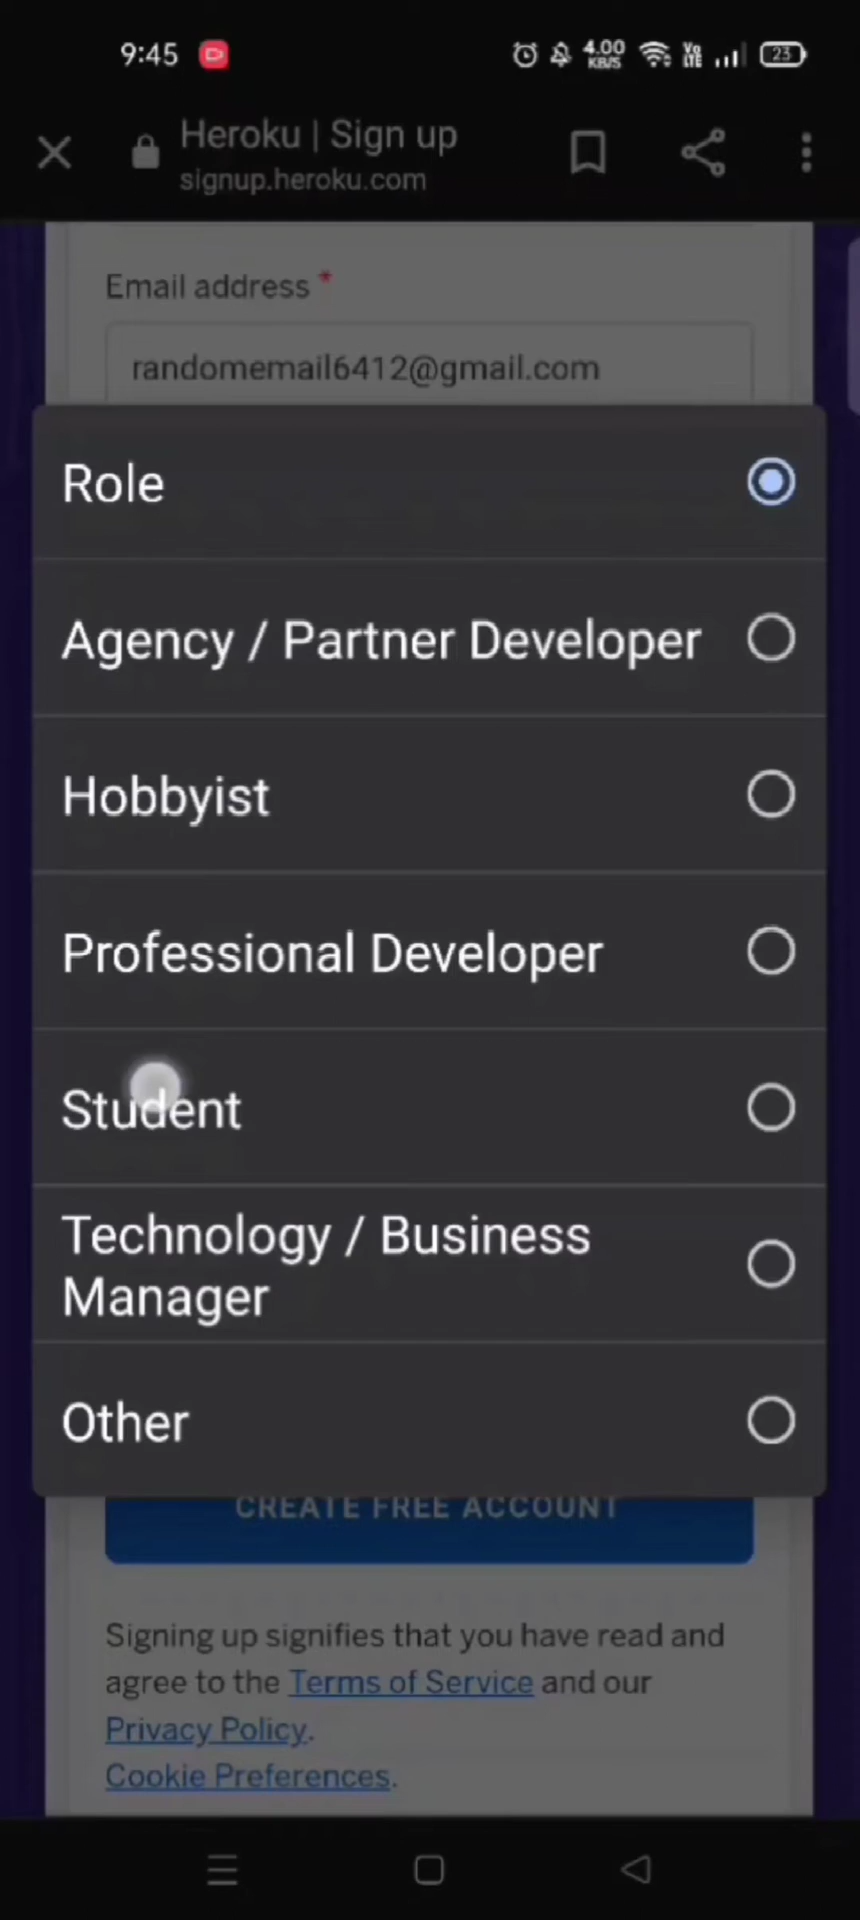 9:45
4.00
KB/S
Vo
LTE
23
Heroku | Sign up
signup.heroku.com
Email address *
randomemail6412@gmail.com
Role
Agency / Partner Developer
Hobbyist
Professional Developer
Student
Technology / Business
Manager
Other
CREATE FREE ACCOUNT
Signing up signifies that you have read and
agree to the Terms of Service and our
Privacy Policy.
Cookie Preferences.